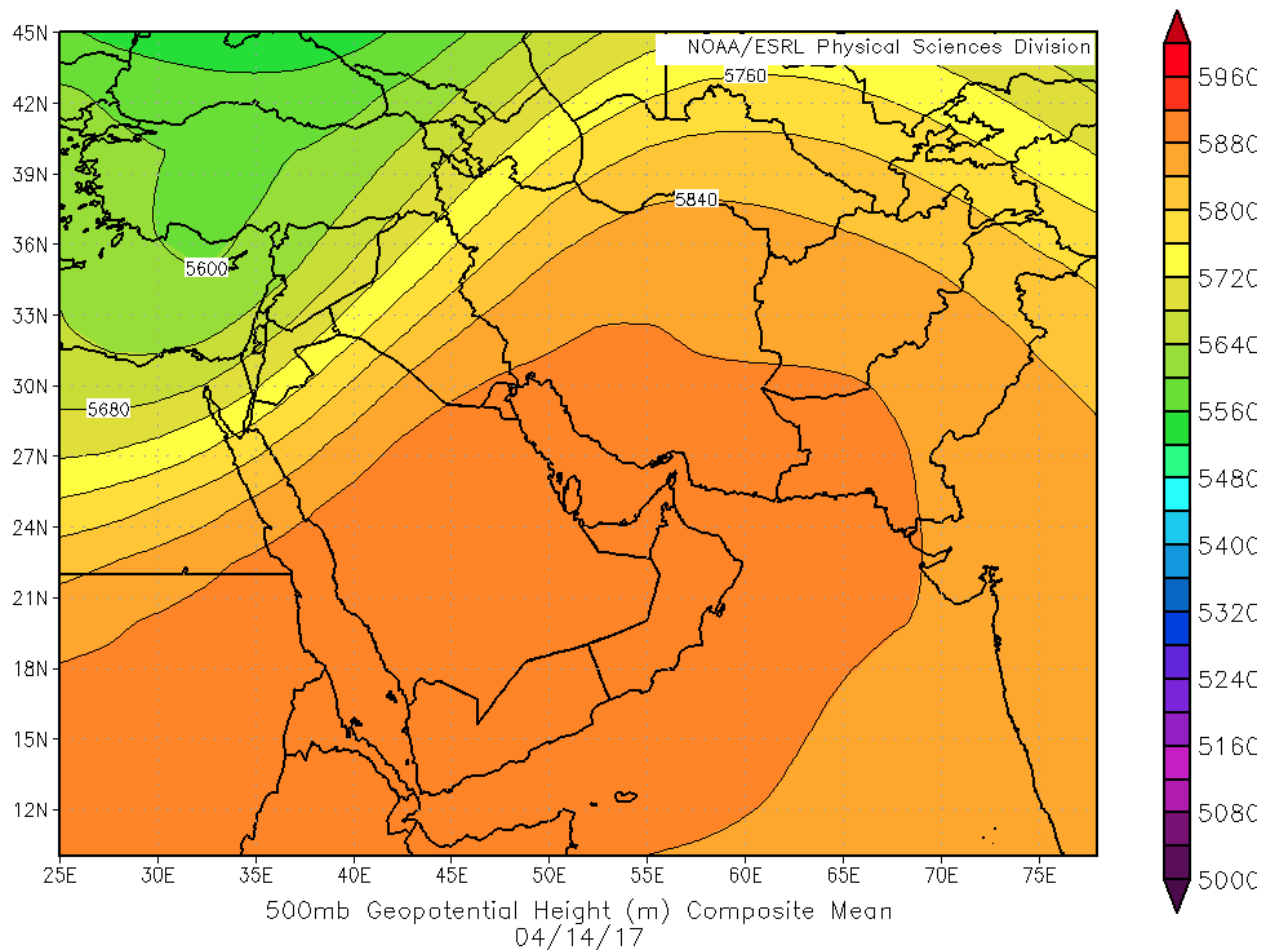 NOAA/ESRL Physical Sciences Division
45N
42N
39N
36N
33N
30N
27N
24N
21N
18N
15N
12N
5760
5840
5600
5680
25E 30E 35E 40E 45E 50E 55E 60E 65E 70E 75E
500mb Geopotential Height (m) Composite Mean
04/14/17
5960
5880
5800
5720
5640
5560
5480
5400
5320
5240
5160
5080
5000